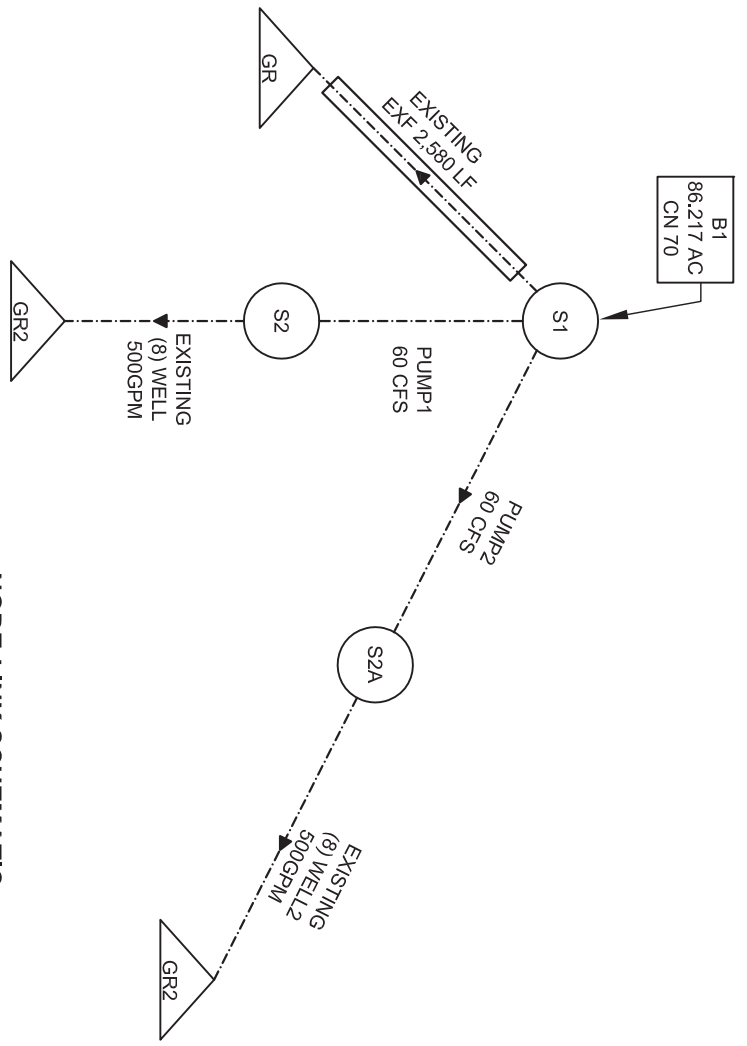 B1
86.217 AC
CN 70
GR
EXISTING
EXF 2,580 LF
S1
S2
PUMP1
60 CFS
GR2
EXISTING
(8) WELL
500GPM
PUMP2
60 CFS
S2A
EXISTING
(8) WELL2
500GPM
GR2